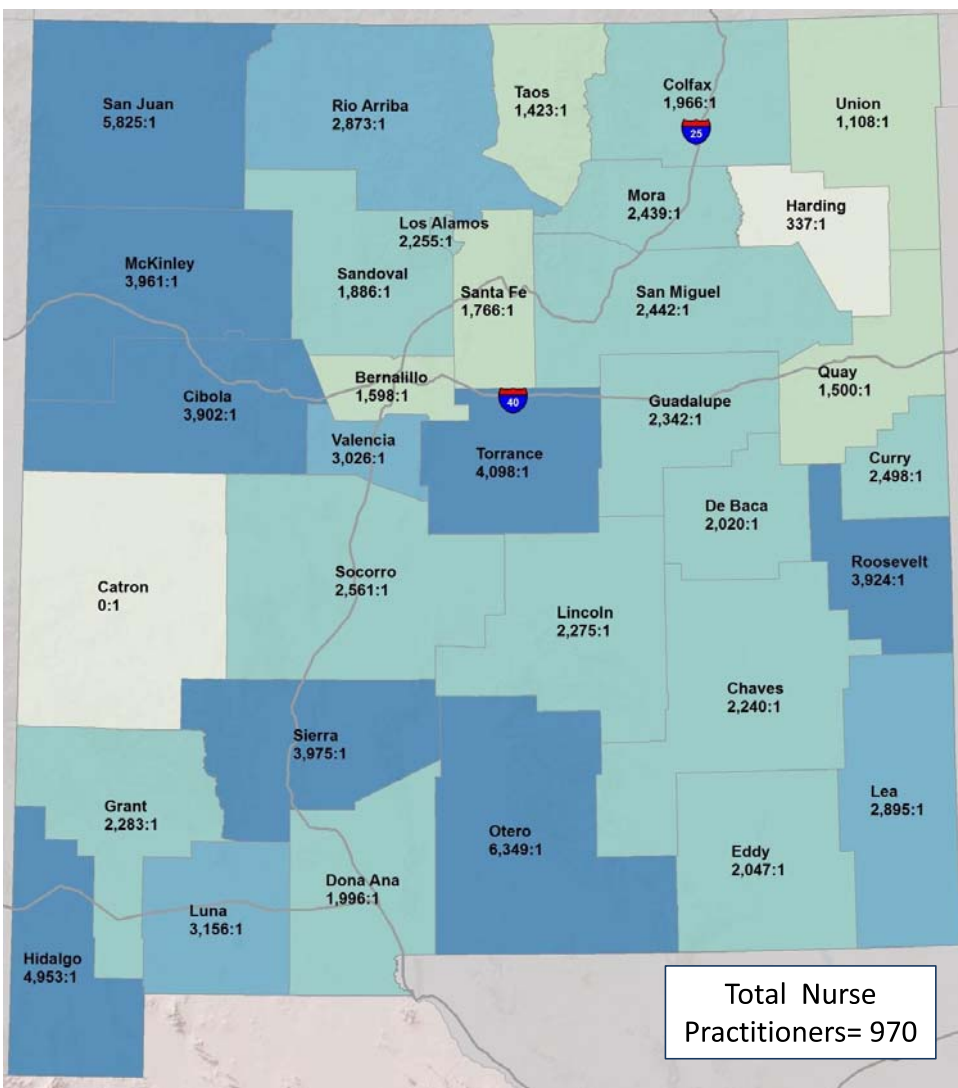 San Juan
5,825:1
Rio Arriba
2,873:1
Taos
1,423:1
Colfax
1,966:1
25
Union
1,108:1
Mora
2,439:1
Harding
337:1
Los Alamos
2,255:1
McKinley
3,961:1
Sandoval
1,886:1
Santa Fe
1,766:1
San Miguel
2,442:1
Bernalillo
1,598:1
Cibola
3,902:1
40
Guadalupe
2,342:1
Quay
1,500:1
Valencia
3,026:1
Torrance
4,098:1
Curry
2,498:1
De Baca
2,020:1
Roosevelt
3,924:1
Catron
0:1
Socorro
2,561:1
Lincoln
2,275:1
Chaves
2,240:1
Sierra
3,975:1
Grant
2,283:1
Lea
2,895:1
Otero
6,349:1
Eddy
2,047:1
Dona Ana
1,996:1
Luna
3,156:1
Hidalgo
4,953:1
Total Nurse
Practitioners= 970